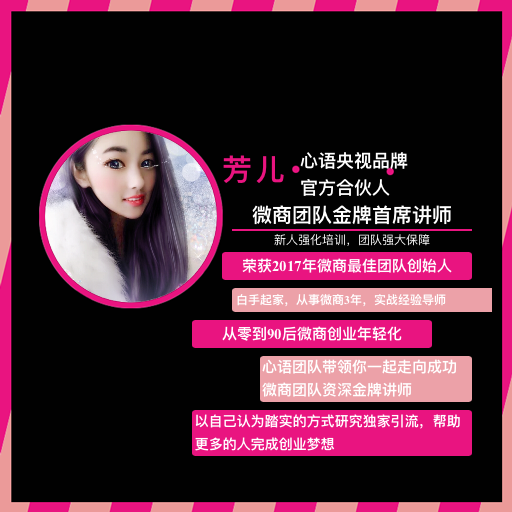 芳儿·心语央视品牌·
官方合伙人
微商团队金牌首席讲师
新人强化培训，团队强大保障
荣获2017年微商最佳团队创始人
白手起家，从事微商3年，实战经验导师
从零到90后微商创业年轻化
心语团队带领你一起走向成功
微商团队资深金牌讲师
以自己认为踏实的方式研究独家引流，帮助
更多的人完成创业梦想